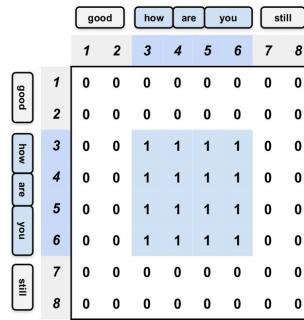 good how are you still
1 2 3 4 5 6 7 8
good
how
are
you
still
1 0 0 0 0 0 0 0 0
2 0 0 0 0 0 0 0 0
3 0 0 1 1 1 1 0 0
4 0 0 1 1 1 1 0 0
5 0 0 1 1 1 1 0 0
6 0 0 1 1 1 1 0 0
7 0 0 0 0 0 0 0 0
8 0 0 0 0 0 0 0 0